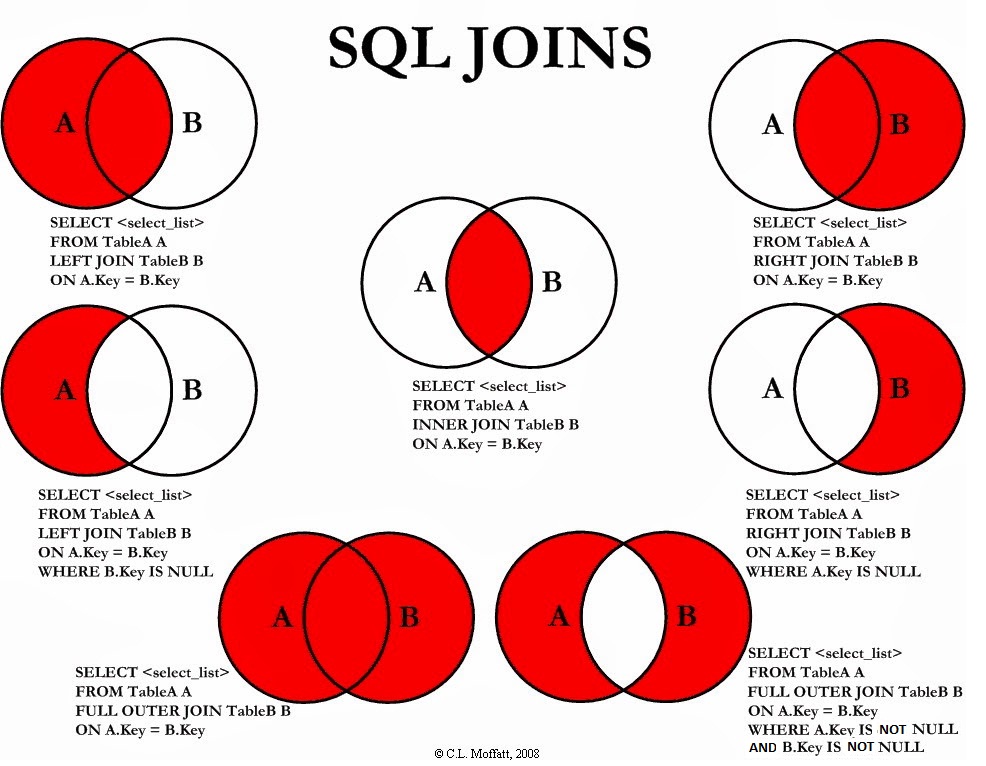 SQL JOINS
A B
SELECT <select_list>
FROM TableA A
LEFT JOIN TableB B
ON A.Key = B.Key
A B
SELECT <select_list>
FROM TableA A
RIGHT JOIN TableB B
ON A.Key = B.Key
A B
SELECT <select_list>
FROM TableA A
INNER JOIN TableB B
ON A.Key = B.Key
A B
SELECT <select_list>
FROM TableA A
LEFT JOIN TableB B
ON A.Key = B.Key
WHERE B.Key IS NULL
A B
SELECT <select_list>
FROM TableA A
RIGHT JOIN TableB B
ON A.Key = B.Key
WHERE A.Key IS NULL
A B
SELECT <select_list>
FROM TableA A
FULL OUTER JOIN TableB B
ON A.Key = B.Key
A B
SELECT <select_list>
FROM TableA A
FULL OUTER JOIN TableB B
ON A.Key = B.Key
WHERE A.Key IS NOT NULL
AND B.Key IS NOT NULL
© C.L. Moffatt, 2008